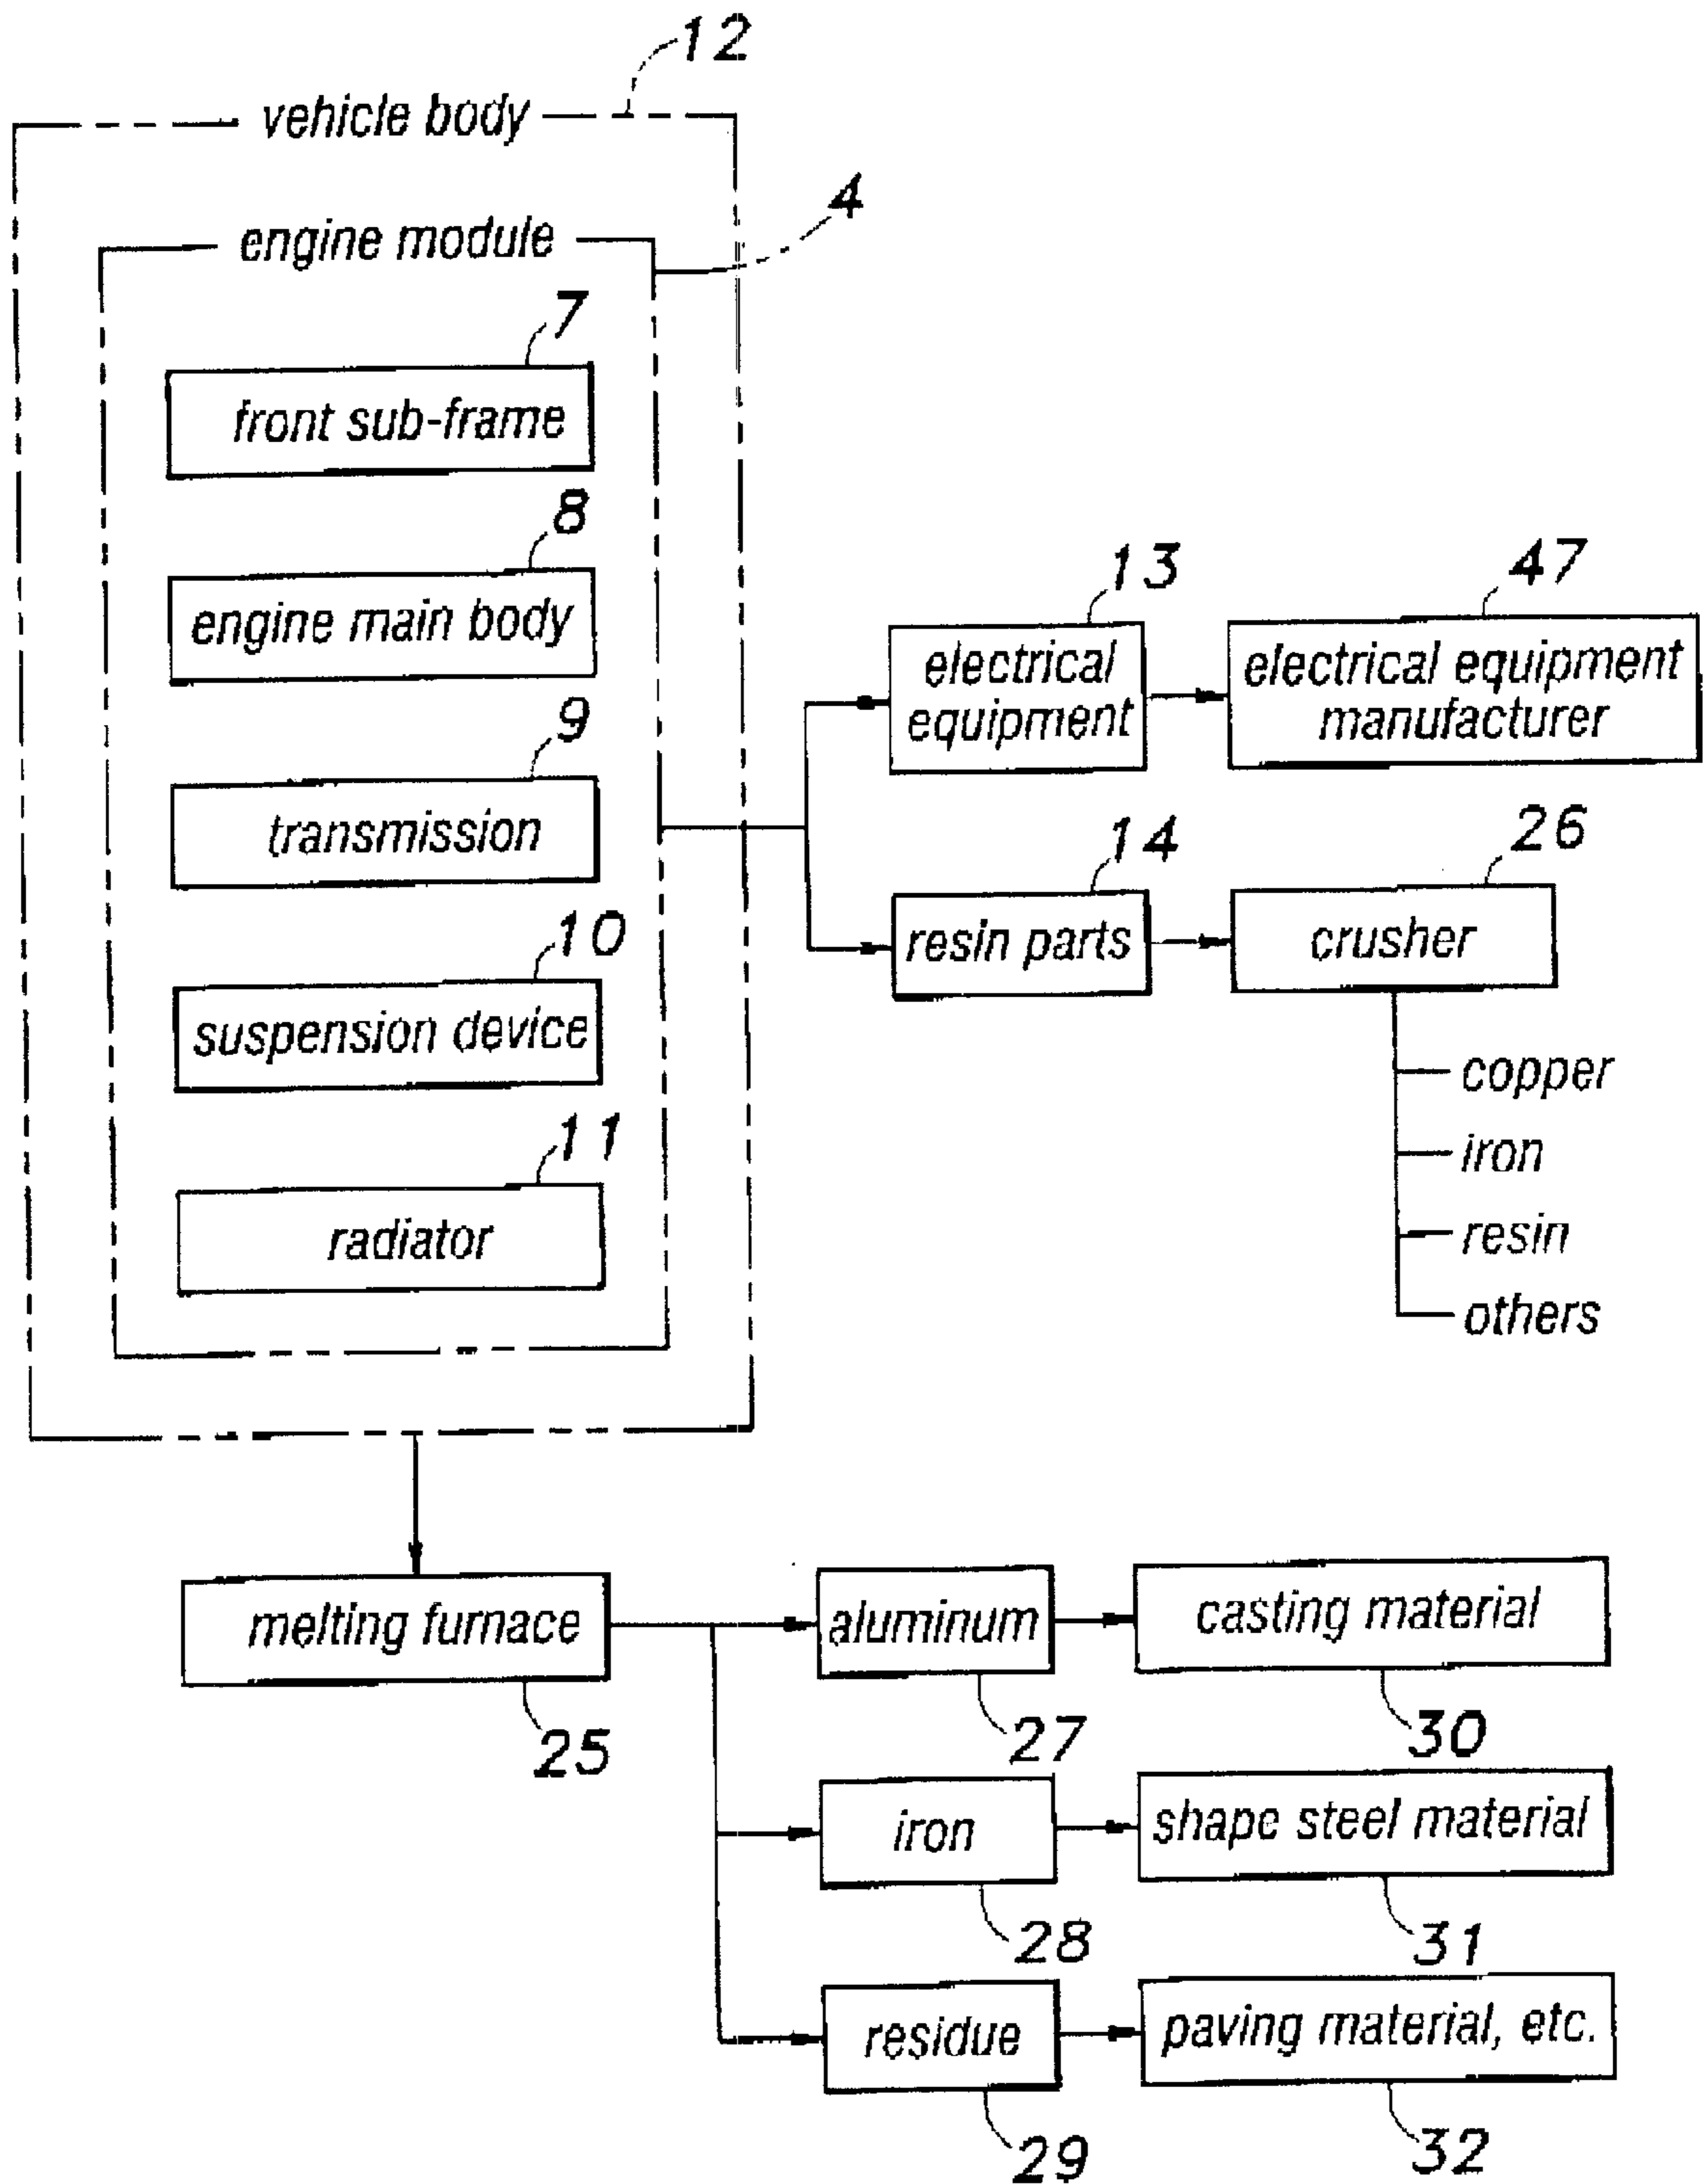 12
vehicle body
4
engine module
7
front sub-frame
8
engine main body
9
transmission
10
suspension device
11
radiator
13
electrical
equipment
47
electrical equipment
manufacturer
14
resin parts
26
crusher
copper
iron
resin
others
melting furnace
25
aluminum
27
casting material
30
iron
28
shape steel material
31
residue
29
paving material, etc.
32